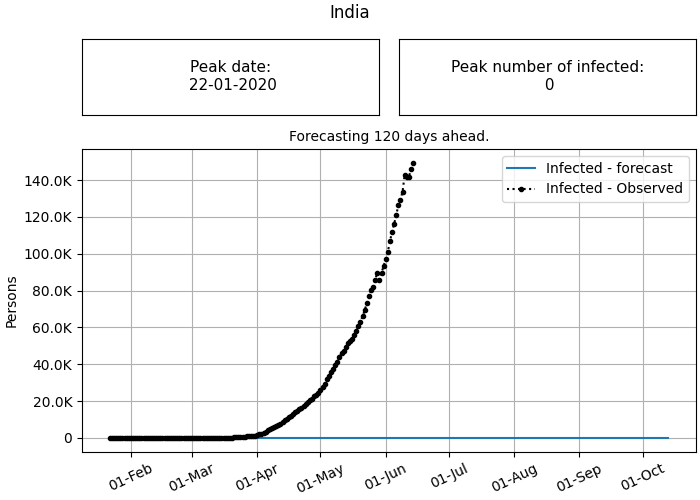 India
Peak date:
22-01-2020
Peak number of infected:
0
Forecasting 120 days ahead.
Infected - forecast
Infected - Observed
Persons
140.0K
120.0K
100.0K
80.0K
60.0K
40.0K
20.0K
0
01-Feb
01-Mar
01-Apr
01-May
01-Jun
01-Jul
01-Aug
01-Sep
01-Oct